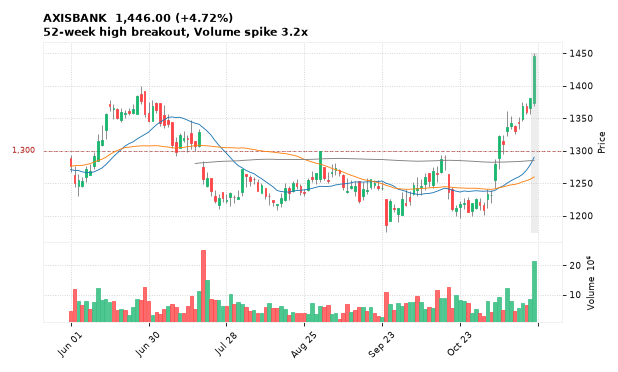 AXISBANK  1,446.00 (+4.72%)
52-week high breakout, Volume spike 3.2x
1450
1400
1350
1,300
1300
1250
1200
Price
20
10
Volume 10⁶
Jun 01
Jun 30
Jul 28
Aug 25
Sep 23
Oct 23